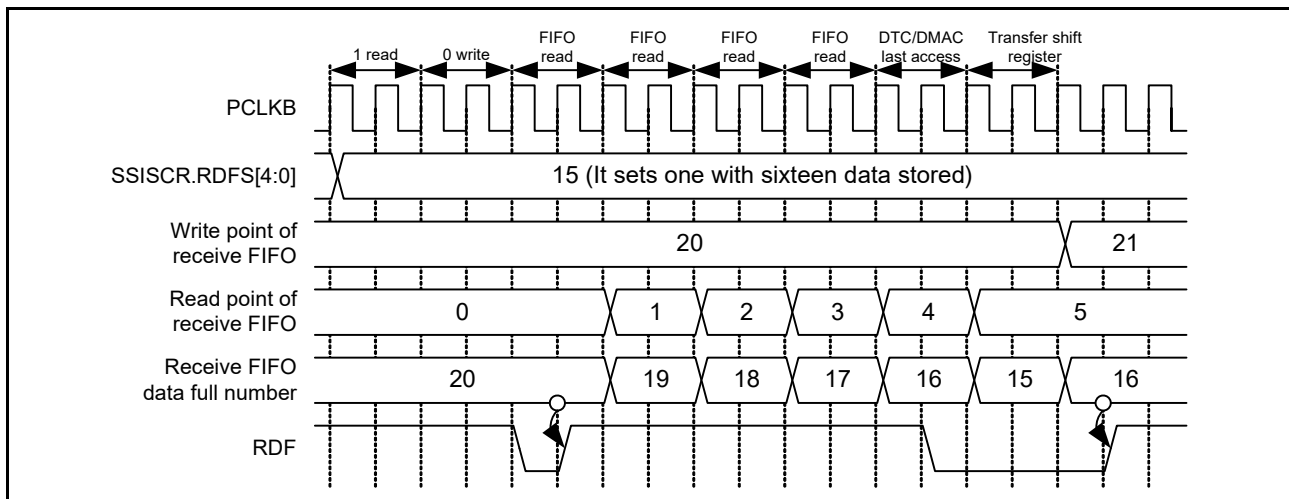 1 read
0 write
FIFO
read
FIFO
read
FIFO
read
FIFO
read
DTC/DMAC
last access
Transfer shift
register
PCLKB
SSISCR.RDFS[4:0]
15 (It sets one with sixteen data stored)
Write point of
receive FIFO
20
21
Read point of
receive FIFO
0
1
2
3
4
5
Receive FIFO
data full number
20
19
18
17
16
15
16
RDF